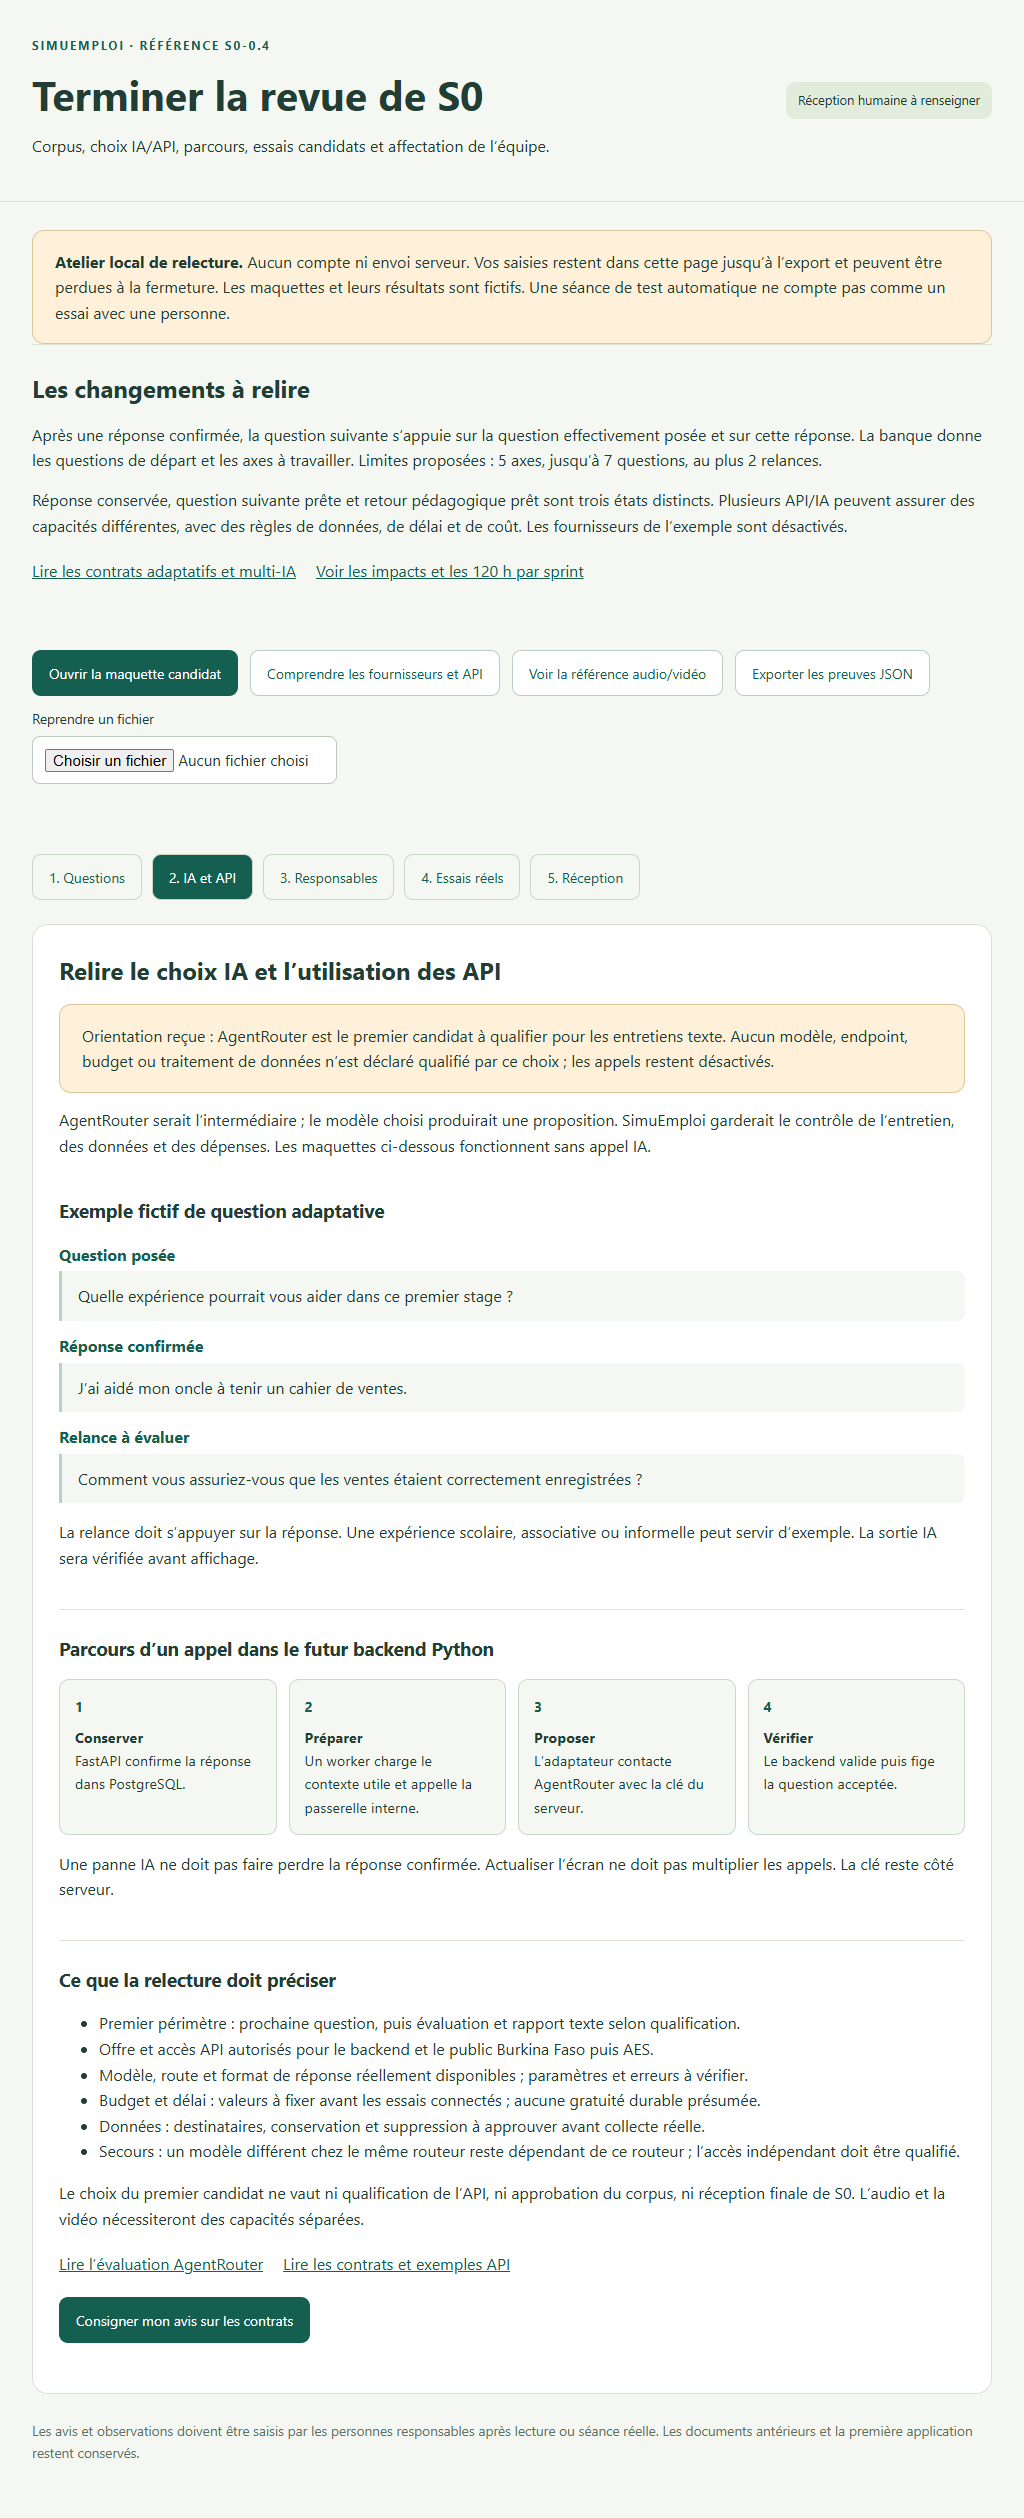 SIMUEMPLOI · RÉFÉRENCE S0-0.4
Terminer la revue de S0
Réception humaine à renseigner
Corpus, choix IA/API, parcours, essais candidats et affectation de l’équipe.
Atelier local de relecture. Aucun compte ni envoi serveur. Vos saisies restent dans cette page jusqu’à l’export et peuvent être
perdues à la fermeture. Les maquettes et leurs résultats sont fictifs. Une séance de test automatique ne compte pas comme un
essai avec une personne.
Les changements à relire
Après une réponse confirmée, la question suivante s’appuie sur la question effectivement posée et sur cette réponse. La banque donne
les questions de départ et les axes à travailler. Limites proposées : 5 axes, jusqu’à 7 questions, au plus 2 relances.
Réponse conservée, question suivante prête et retour pédagogique prêt sont trois états distincts. Plusieurs API/IA peuvent assurer des
capacités différentes, avec des règles de données, de délai et de coût. Les fournisseurs de l’exemple sont désactivés.
Lire les contrats adaptatifs et multi-IA Voir les impacts et les 120 h par sprint
Ouvrir la maquette candidat Comprendre les fournisseurs et API Voir la référence audio/vidéo Exporter les preuves JSON
Reprendre un fichier
Choisir un fichier Aucun fichier choisi
1. Questions 2. IA et API 3. Responsables 4. Essais réels 5. Réception
Relire le choix IA et l’utilisation des API
Orientation reçue : AgentRouter est le premier candidat à qualifier pour les entretiens texte. Aucun modèle, endpoint,
budget ou traitement de données n’est déclaré qualifié par ce choix ; les appels restent désactivés.
AgentRouter serait l’intermédiaire ; le modèle choisi produirait une proposition. SimuEmploi garderait le contrôle de l’entretien,
des données et des dépenses. Les maquettes ci-dessous fonctionnent sans appel IA.
Exemple fictif de question adaptative
Question posée
Quelle expérience pourrait vous aider dans ce premier stage ?
Réponse confirmée
J’ai aidé mon oncle à tenir un cahier de ventes.
Relance à évaluer
Comment vous assuriez-vous que les ventes étaient correctement enregistrées ?
La relance doit s’appuyer sur la réponse. Une expérience scolaire, associative ou informelle peut servir d’exemple. La sortie IA
sera vérifiée avant affichage.
Parcours d’un appel dans le futur backend Python
1
Conserver
FastAPI confirme la réponse
dans PostgreSQL.
2
Préparer
Un worker charge le
contexte utile et appelle la
passerelle interne.
3
Proposer
L’adaptateur contacte
AgentRouter avec la clé du
serveur.
4
Vérifier
Le backend valide puis fige
la question acceptée.
Une panne IA ne doit pas faire perdre la réponse confirmée. Actualiser l’écran ne doit pas multiplier les appels. La clé reste côté
serveur.
Ce que la relecture doit préciser
• Premier périmètre : prochaine question, puis évaluation et rapport texte selon qualification.
• Offre et accès API autorisés pour le backend et le public Burkina Faso puis AES.
• Modèle, route et format de réponse réellement disponibles ; paramètres et erreurs à vérifier.
• Budget et délai : valeurs à fixer avant les essais connectés ; aucune gratuité durable présumée.
• Données : destinataires, conservation et suppression à approuver avant collecte réelle.
• Secours : un modèle différent chez le même routeur reste dépendant de ce routeur ; l’accès indépendant doit être qualifié.
Le choix du premier candidat ne vaut ni qualification de l’API, ni approbation du corpus, ni réception finale de S0. L’audio et la
vidéo nécessiteront des capacités séparées.
Lire l’évaluation AgentRouter Lire les contrats et exemples API
Consigner mon avis sur les contrats
Les avis et observations doivent être saisis par les personnes responsables après lecture ou séance réelle. Les documents antérieurs et la première application
restent conservés.